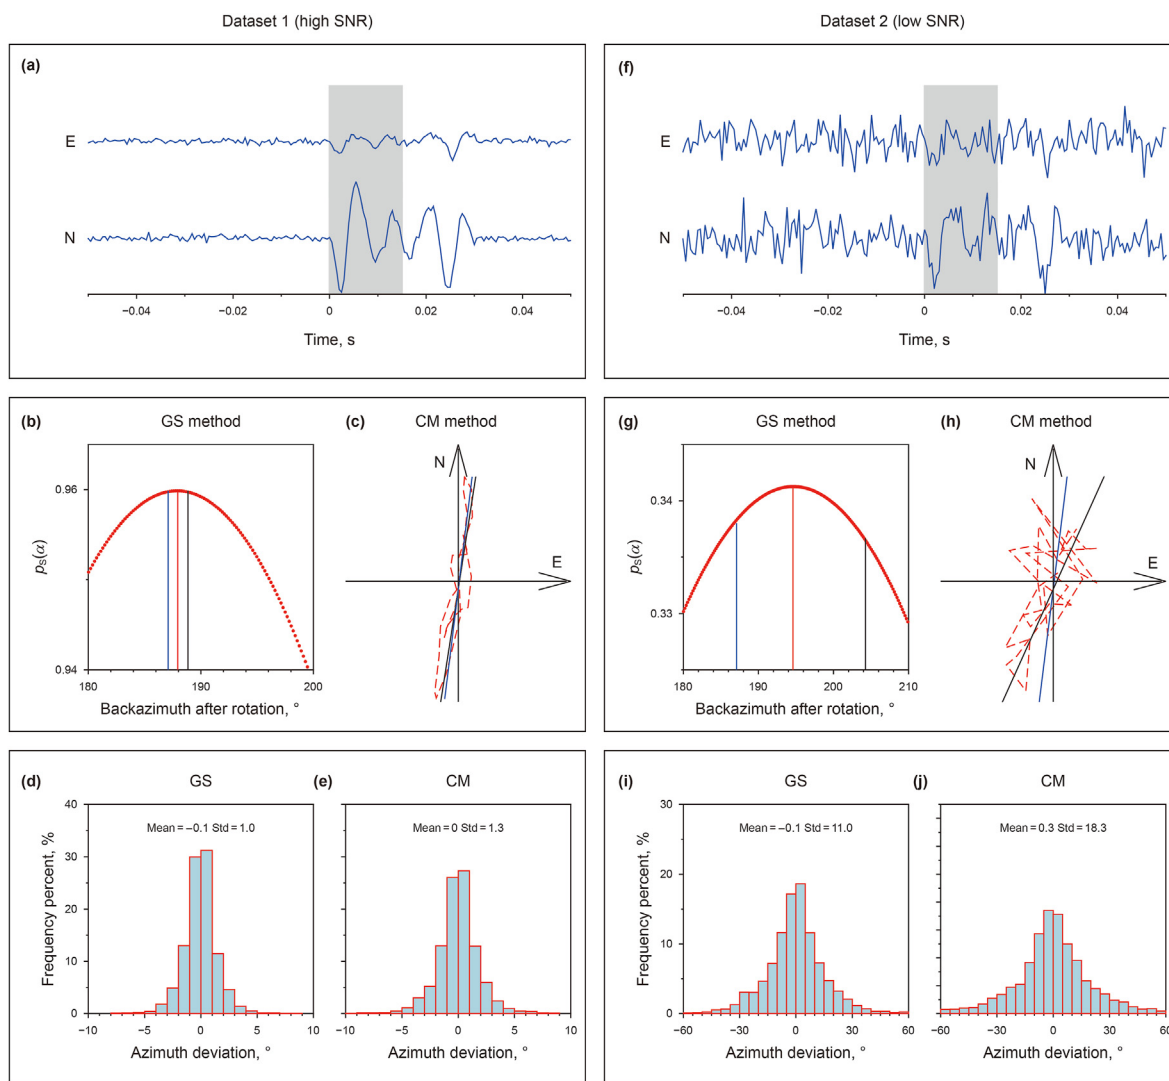 Dataset 1 (high SNR)
Dataset 2 (low SNR)
(a)
E
N
−0.04 −0.02 0 0.02 0.04
Time, s
(f)
E
N
−0.04 −0.02 0 0.02 0.04
Time, s
(b) GS method
0.96
0.94
pS(α)
180 190 200
Backazimuth after rotation, °
(c) CM method
N
E
(g) GS method
0.34
0.33
pS(α)
180 190 200 210
Backazimuth after rotation, °
(h) CM method
N
E
(d) GS
Mean = −0.1 Std = 1.0
40
30
20
10
0
Frequency percent, %
−10 −5 0 5 10
Azimuth deviation, °
(e) CM
Mean = 0 Std = 1.3
−10 −5 0 5 10
Azimuth deviation, °
(i) GS
Mean = −0.1 Std = 11.0
30
20
10
0
Frequency percent, %
−60 −30 0 30 60
Azimuth deviation, °
(j) CM
Mean = 0.3 Std = 18.3
−60 −30 0 30 60
Azimuth deviation, °